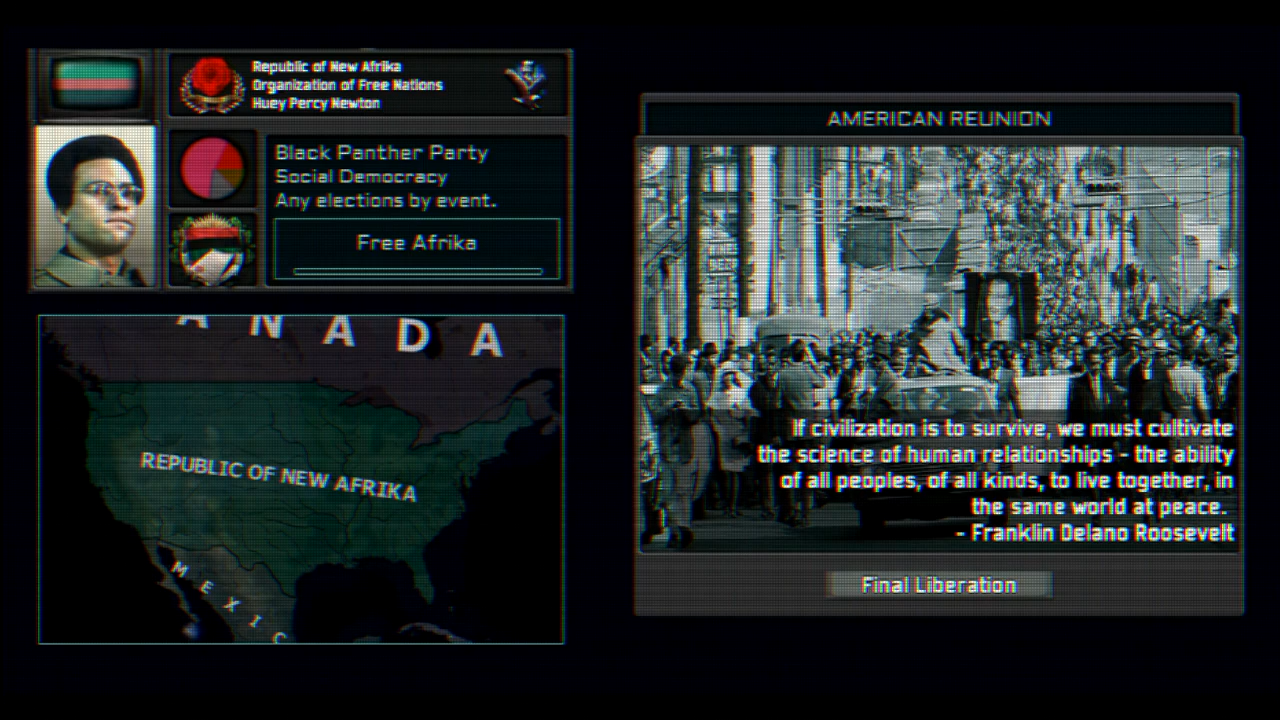 Republic of New Afrika
Organization of Free Nations
Huey Percy Newton
Black Panther Party
Social Democracy
Any elections by event.
Free Afrika
ANADA
REPUBLIC OF NEW AFRIKA
MEXIC
AMERICAN REUNION
If civilization is to survive, we must cultivate
the science of human relationships - the ability
of all peoples, of all kinds, to live together, in
the same world at peace.
- Franklin Delano Roosevelt
Final Liberation